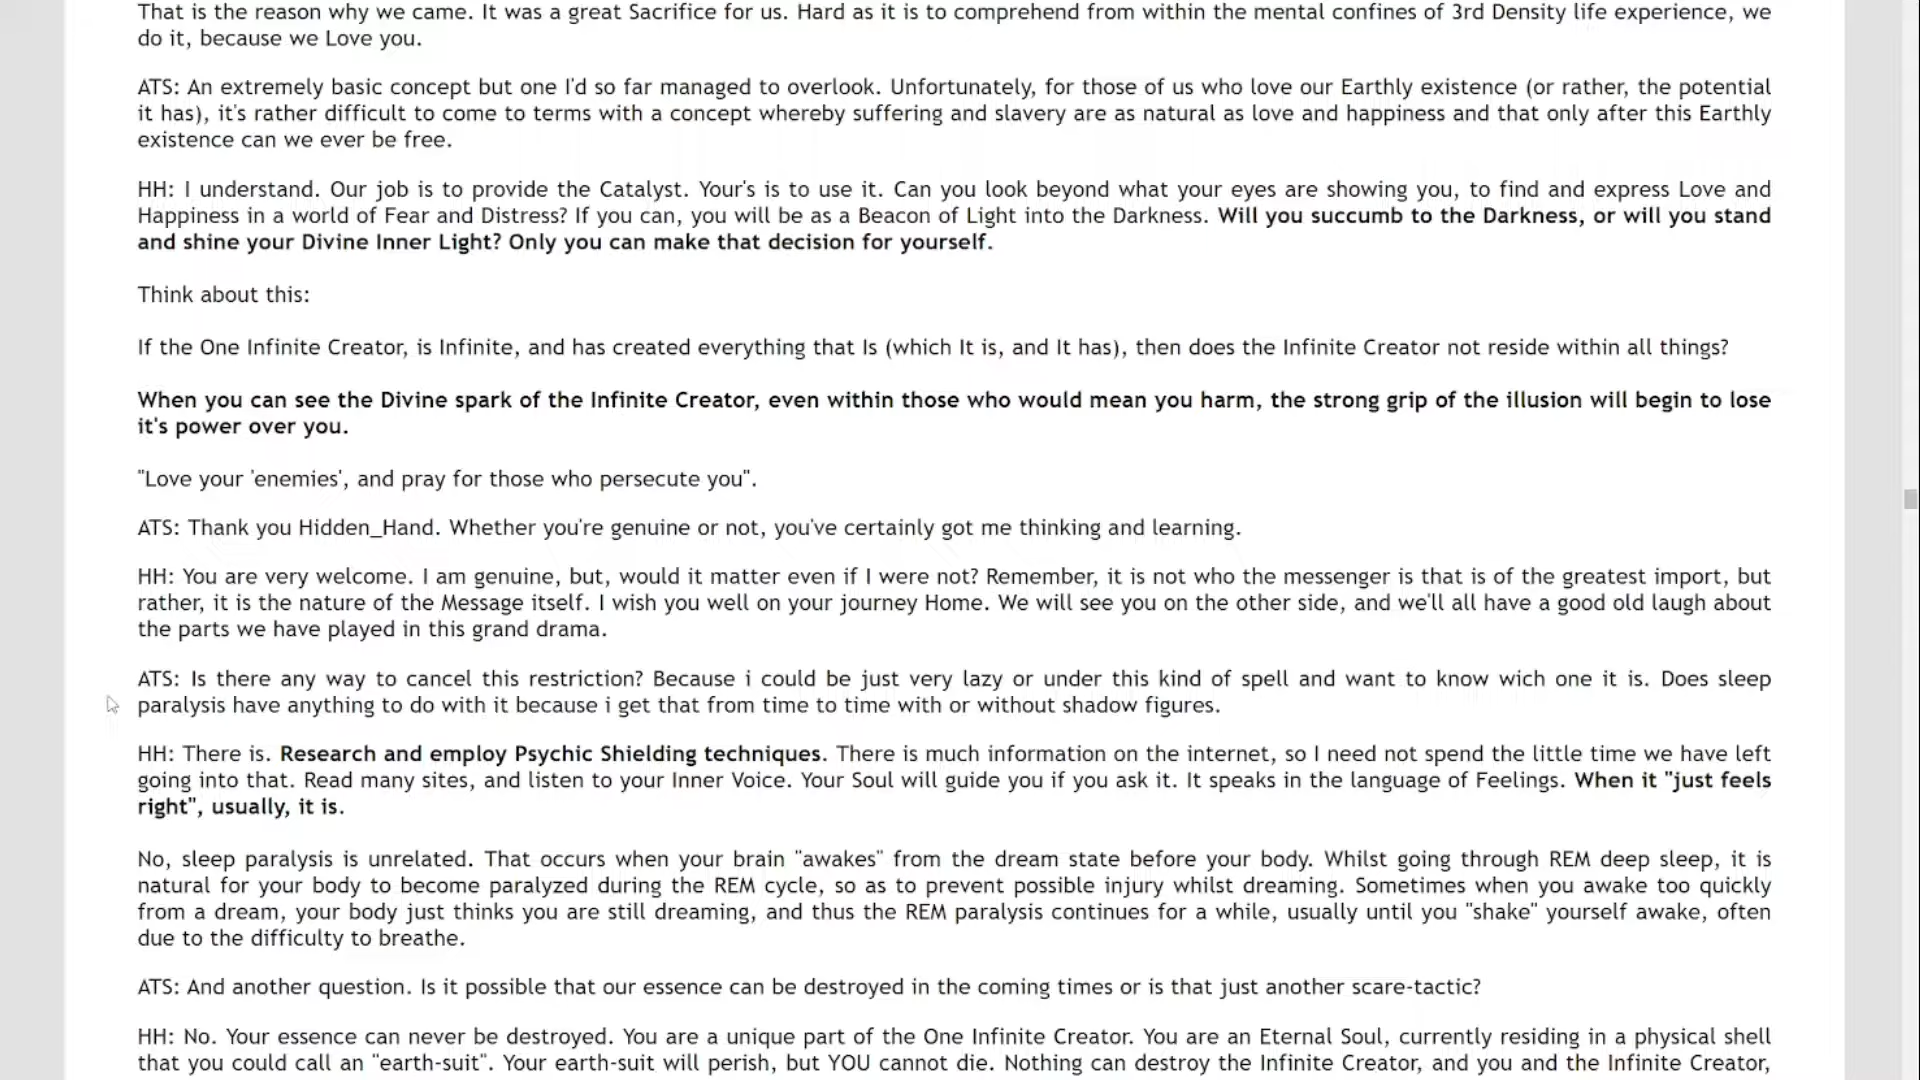 That is the reason why we came. It was a great Sacrifice for us. Hard as it is to comprehend from within the mental confines of 3rd Density life experience, we
do it, because we Love you.
ATS: An extremely basic concept but one I'd so far managed to overlook. Unfortunately, for those of us who love our Earthly existence (or rather, the potential
it has), it's rather difficult to come to terms with a concept whereby suffering and slavery are as natural as love and happiness and that only after this Earthly
existence can we ever be free.
HH: I understand. Our job is to provide the Catalyst. Your's is to use it. Can you look beyond what your eyes are showing you, to find and express Love and
Happiness in a world of Fear and Distress? If you can, you will be as a Beacon of Light into the Darkness. Will you succumb to the Darkness, or will you stand
and shine your Divine Inner Light? Only you can make that decision for yourself.
Think about this:
If the One Infinite Creator, is Infinite, and has created everything that Is (which It is, and It has), then does the Infinite Creator not reside within all things?
When you can see the Divine spark of the Infinite Creator, even within those who would mean you harm, the strong grip of the illusion will begin to lose
it's power over you.
"Love your 'enemies', and pray for those who persecute you".
ATS: Thank you Hidden_Hand. Whether you're genuine or not, you've certainly got me thinking and learning.
HH: You are very welcome. I am genuine, but, would it matter even if I were not? Remember, it is not who the messenger is that is of the greatest import, but
rather, it is the nature of the Message itself. I wish you well on your journey Home. We will see you on the other side, and we'll all have a good old laugh about
the parts we have played in this grand drama.
ATS: Is there any way to cancel this restriction? Because i could be just very lazy or under this kind of spell and want to know wich one it is. Does sleep
paralysis have anything to do with it because i get that from time to time with or without shadow figures.
HH: There is. Research and employ Psychic Shielding techniques. There is much information on the internet, so I need not spend the little time we have left
going into that. Read many sites, and listen to your Inner Voice. Your Soul will guide you if you ask it. It speaks in the language of Feelings. When it "just feels
right", usually, it is.
No, sleep paralysis is unrelated. That occurs when your brain "awakes" from the dream state before your body. Whilst going through REM deep sleep, it is
natural for your body to become paralyzed during the REM cycle, so as to prevent possible injury whilst dreaming. Sometimes when you awake too quickly
from a dream, your body just thinks you are still dreaming, and thus the REM paralysis continues for a while, usually until you "shake" yourself awake, often
due to the difficulty to breathe.
ATS: And another question. Is it possible that our essence can be destroyed in the coming times or is that just another scare-tactic?
HH: No. Your essence can never be destroyed. You are a unique part of the One Infinite Creator. You are an Eternal Soul, currently residing in a physical shell
that you could call an "earth-suit". Your earth-suit will perish, but YOU cannot die. Nothing can destroy the Infinite Creator, and you and the Infinite Creator,